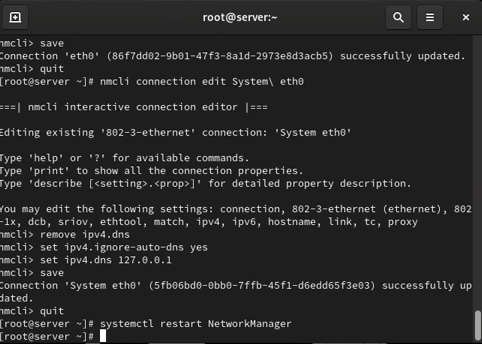 root@server:~
nmcli> save
Connection 'eth0' (86f7dd02-9b01-47f3-8a1d-2973e8d3acb5) successfully updated.
nmcli> quit
[root@server ~]# nmcli connection edit System\ eth0
===| nmcli interactive connection editor |===
Editing existing '802-3-ethernet' connection: 'System eth0'
Type 'help' or '?' for available commands.
Type 'print' to show all the connection properties.
Type 'describe [<setting>.<prop>]' for detailed property description.
You may edit the following settings: connection, 802-3-ethernet (ethernet), 802
-1x, dcb, sriov, ethtool, match, ipv4, ipv6, hostname, link, tc, proxy
nmcli> remove ipv4.dns
nmcli> set ipv4.ignore-auto-dns yes
nmcli> set ipv4.dns 127.0.0.1
nmcli> save
Connection 'System eth0' (5fb06bd0-0bb0-7ffb-45f1-d6edd65f3e03) successfully up
dated.
nmcli> quit
[root@server ~]# systemctl restart NetworkManager
[root@server ~]#